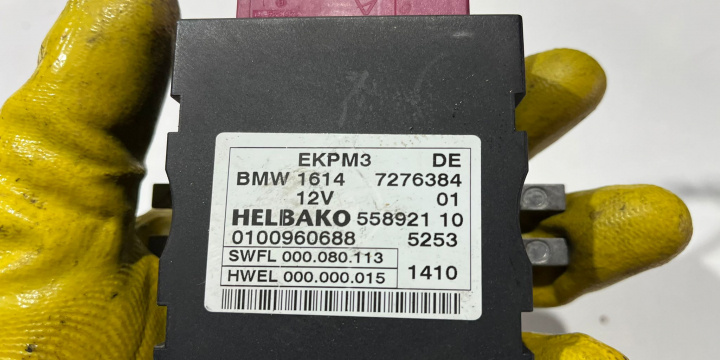 EKPM3 DE
BMW 1614 7276384
12V 01
HELBAKO 558921 10
0100960688 5253
SWFL 000.080.113
HWEL 000.000.015 1410